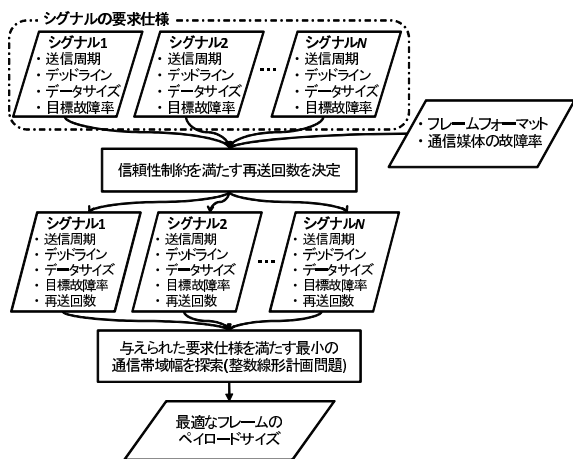 シグナルの要求仕様
シグナル1
・送信周期
・デッドライン
・データサイズ
・目標故障率
シグナル2
・送信周期
・デッドライン
・データサイズ
・目標故障率
…
シグナルN
・送信周期
・デッドライン
・データサイズ
・目標故障率
・フレームフォーマット
・通信媒体の故障率
信頼性制約を満たす再送回数を決定
シグナル1
・送信周期
・デッドライン
・データサイズ
・目標故障率
・再送回数
シグナル2
・送信周期
・デッドライン
・データサイズ
・目標故障率
・再送回数
…
シグナルN
・送信周期
・デッドライン
・データサイズ
・目標故障率
・再送回数
与えられた要求仕様を満たす最小の
通信帯域幅を探索(整数線形計画問題)
最適なフレームの
ペイロードサイズ